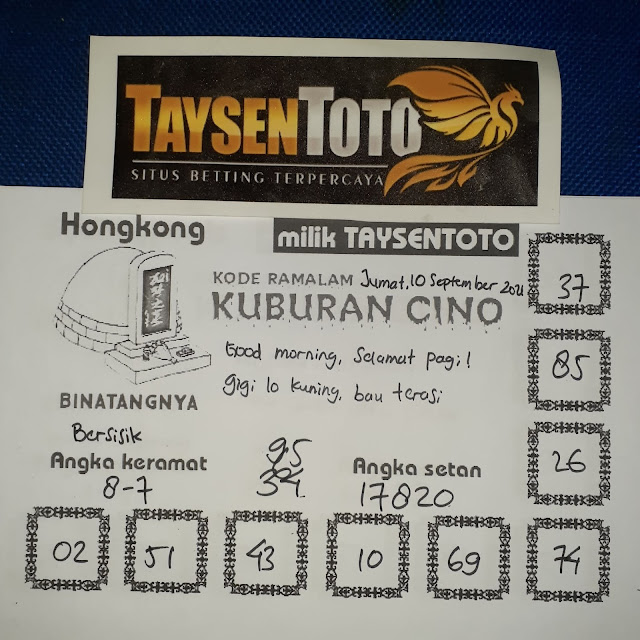 TAYSENTOTO
SITUS BETTING TERPERCAYA
Hongkong
milik TAYSENTOTO
KODE RAMALAM Jumat, 10 September 2021
KUBURAN CINO
37
Good morning, Selamat pagi!
Gigi lo kuning, bau terasi
85
BINATANGNYA
Bersisik
Angka keramat
8-7
95
34
Angka setan
17820
26
02 51 43 10 69 74